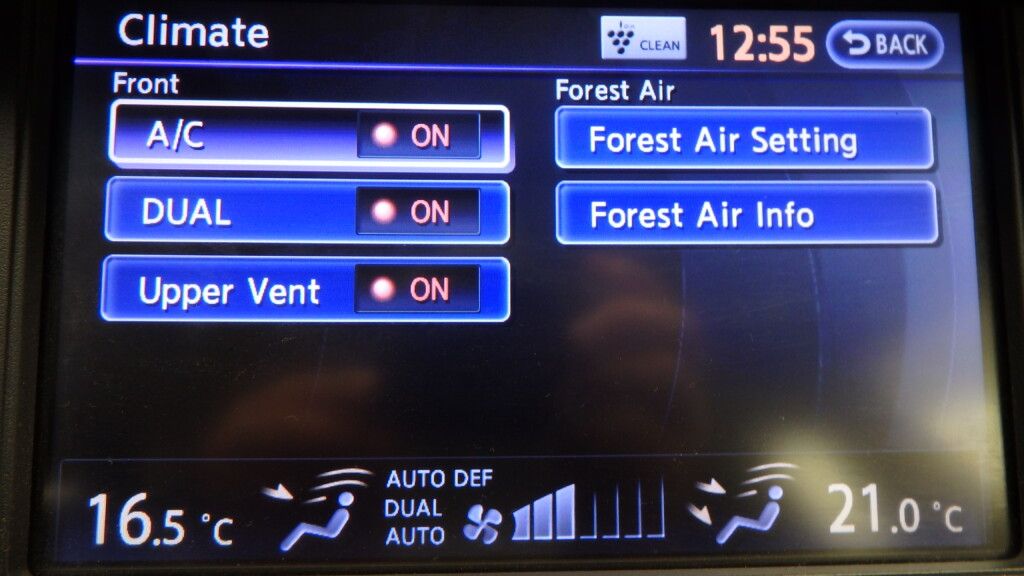 Climate
CLEAN
12:55
BACK
Front
A/C ON
DUAL ON
Upper Vent ON
Forest Air
Forest Air Setting
Forest Air Info
16.5 °C
AUTO DEF
DUAL
AUTO
21.0 °C